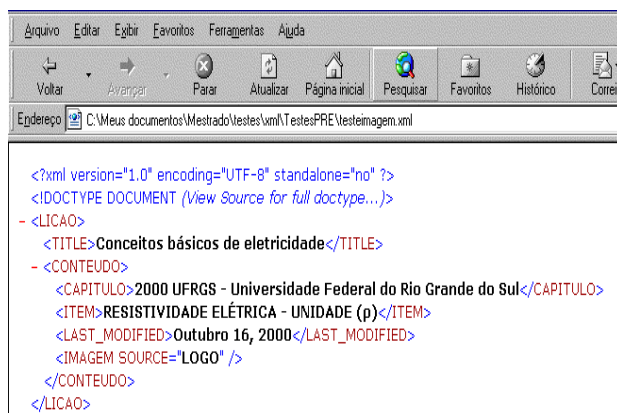 Arquivo Editar Exibir Favoritos Ferramentas Ajuda
Voltar Avançar Parar Atualizar Página inicial Pesquisar Favoritos Histórico
Endereço C:\Meus documentos\Mestrado\testes\xml\TestesPRE\testeimagem.xml
<?xml version="1.0" encoding="UTF-8" standalone="no" ?>
<!DOCTYPE DOCUMENT (View Source for full doctype...)>
- <LICAO>
<TITLE>Conceitos básicos de eletricidade</TITLE>
- <CONTEUDO>
<CAPITULO>2000 UFRGS - Universidade Federal do Rio Grande do Sul</CAPITULO>
<ITEM>RESISTIVIDADE ELÉTRICA - UNIDADE (ρ)</ITEM>
<LAST_MODIFIED>Outubro 16, 2000</LAST_MODIFIED>
<IMAGEM SOURCE="LOGO" />
</CONTEUDO>
</LICAO>